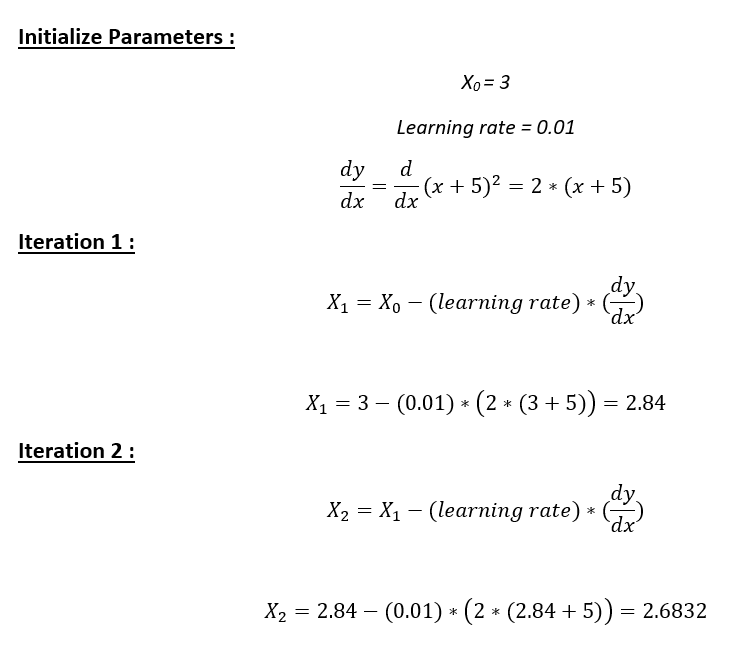 Initialize Parameters :
X₀ = 3
Learning rate = 0.01
dy/dx = d/dx (x + 5)² = 2 ∗ (x + 5)
Iteration 1 :
X₁ = X₀ − (learning rate) ∗ (dy/dx)
X₁ = 3 − (0.01) ∗ (2 ∗ (3 + 5)) = 2.84
Iteration 2 :
X₂ = X₁ − (learning rate) ∗ (dy/dx)
X₂ = 2.84 − (0.01) ∗ (2 ∗ (2.84 + 5)) = 2.6832